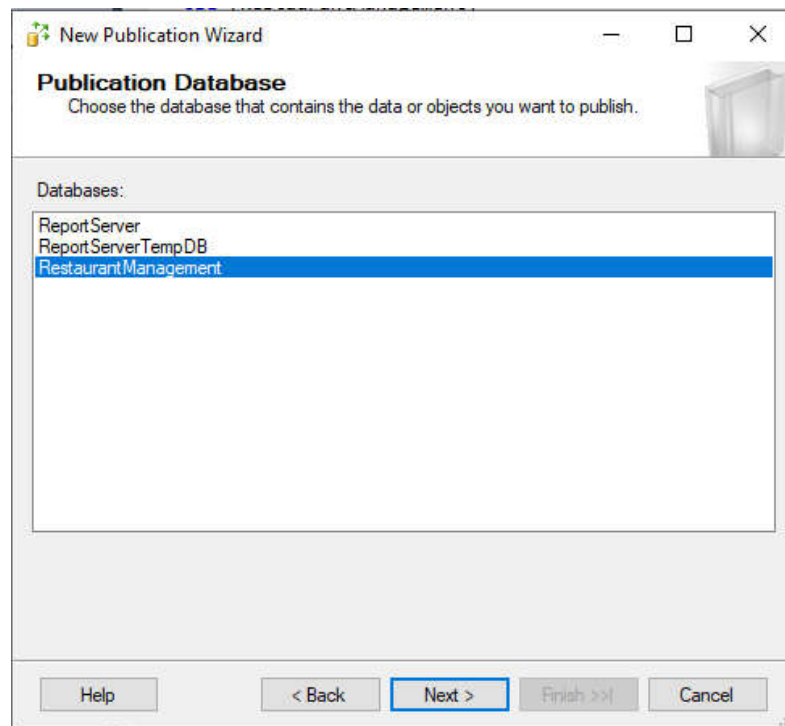 New Publication Wizard
Publication Database
Choose the database that contains the data or objects you want to publish.
Databases:
ReportServer
ReportServerTempDB
RestaurantManagement
Help
< Back
Next >
Finish >>|
Cancel